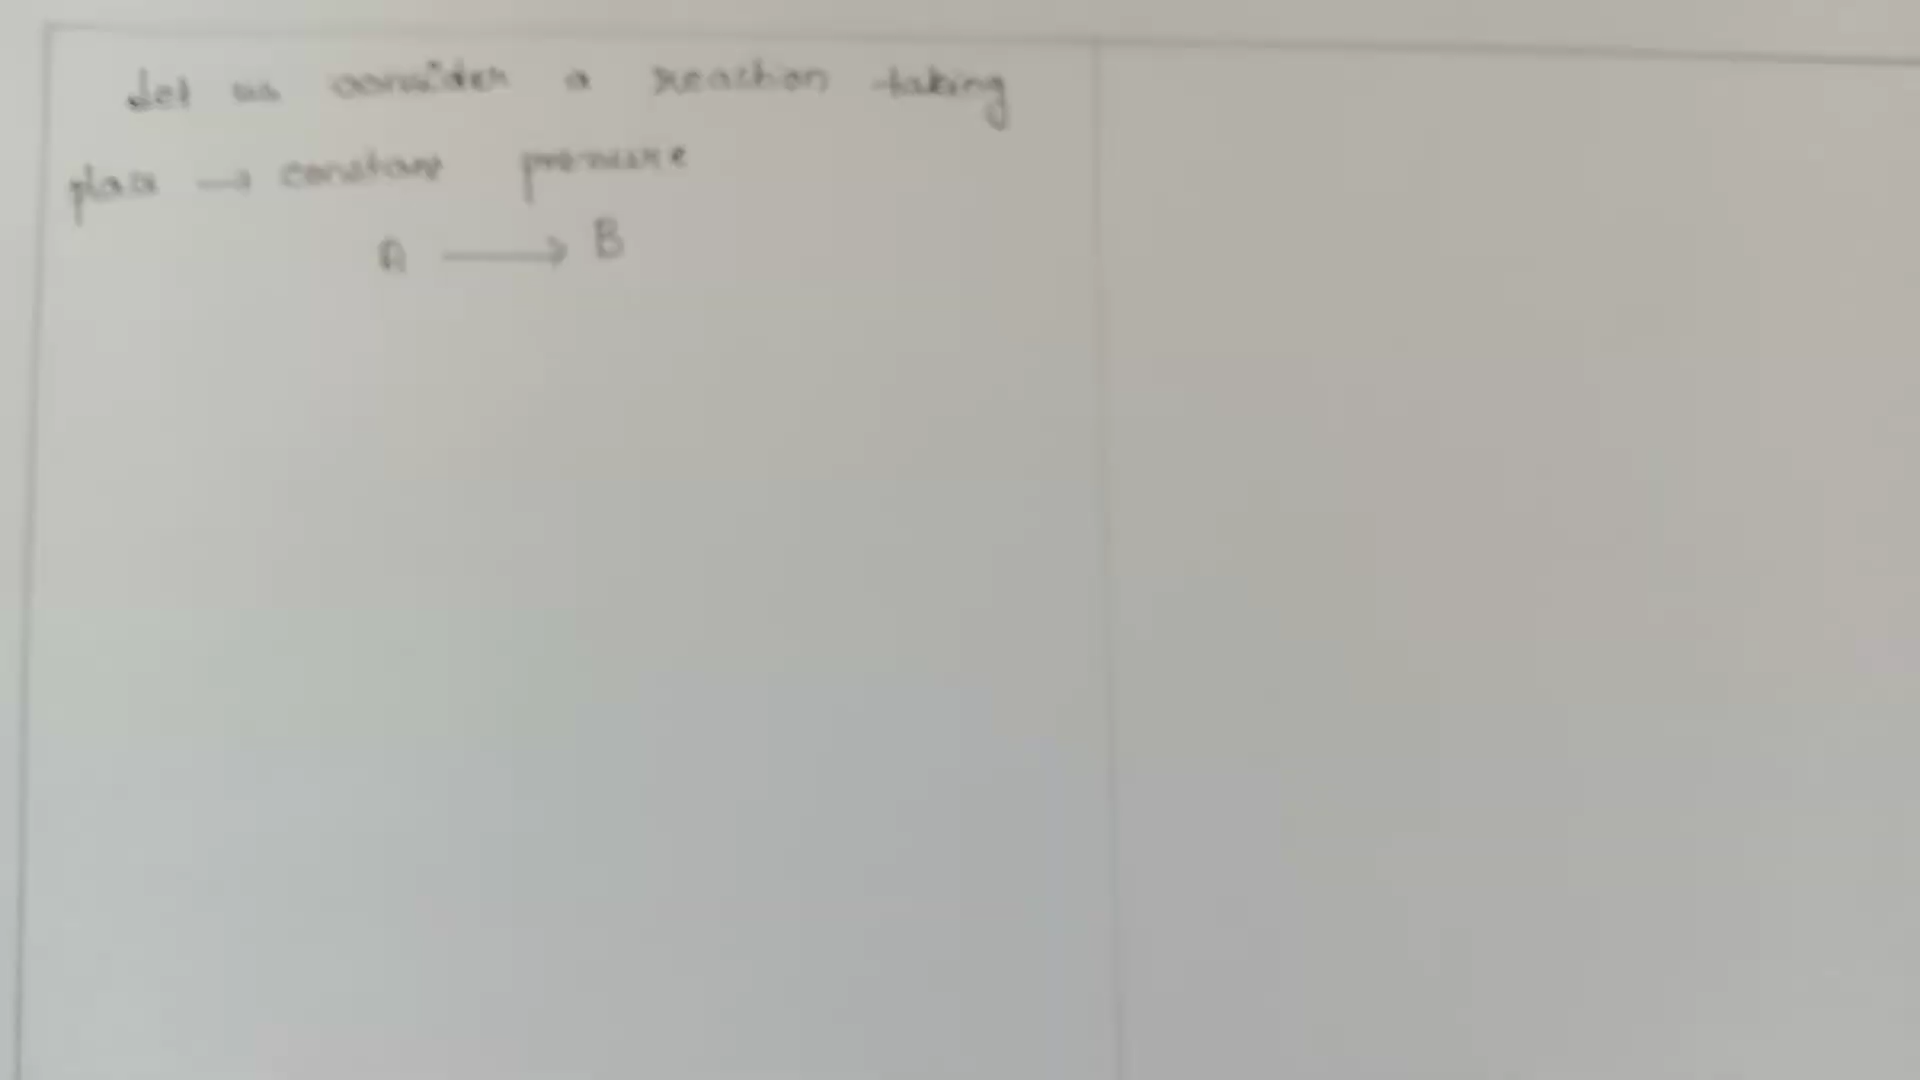 Let us consider a reaction taking
place → constant pressure
A ⟶ B